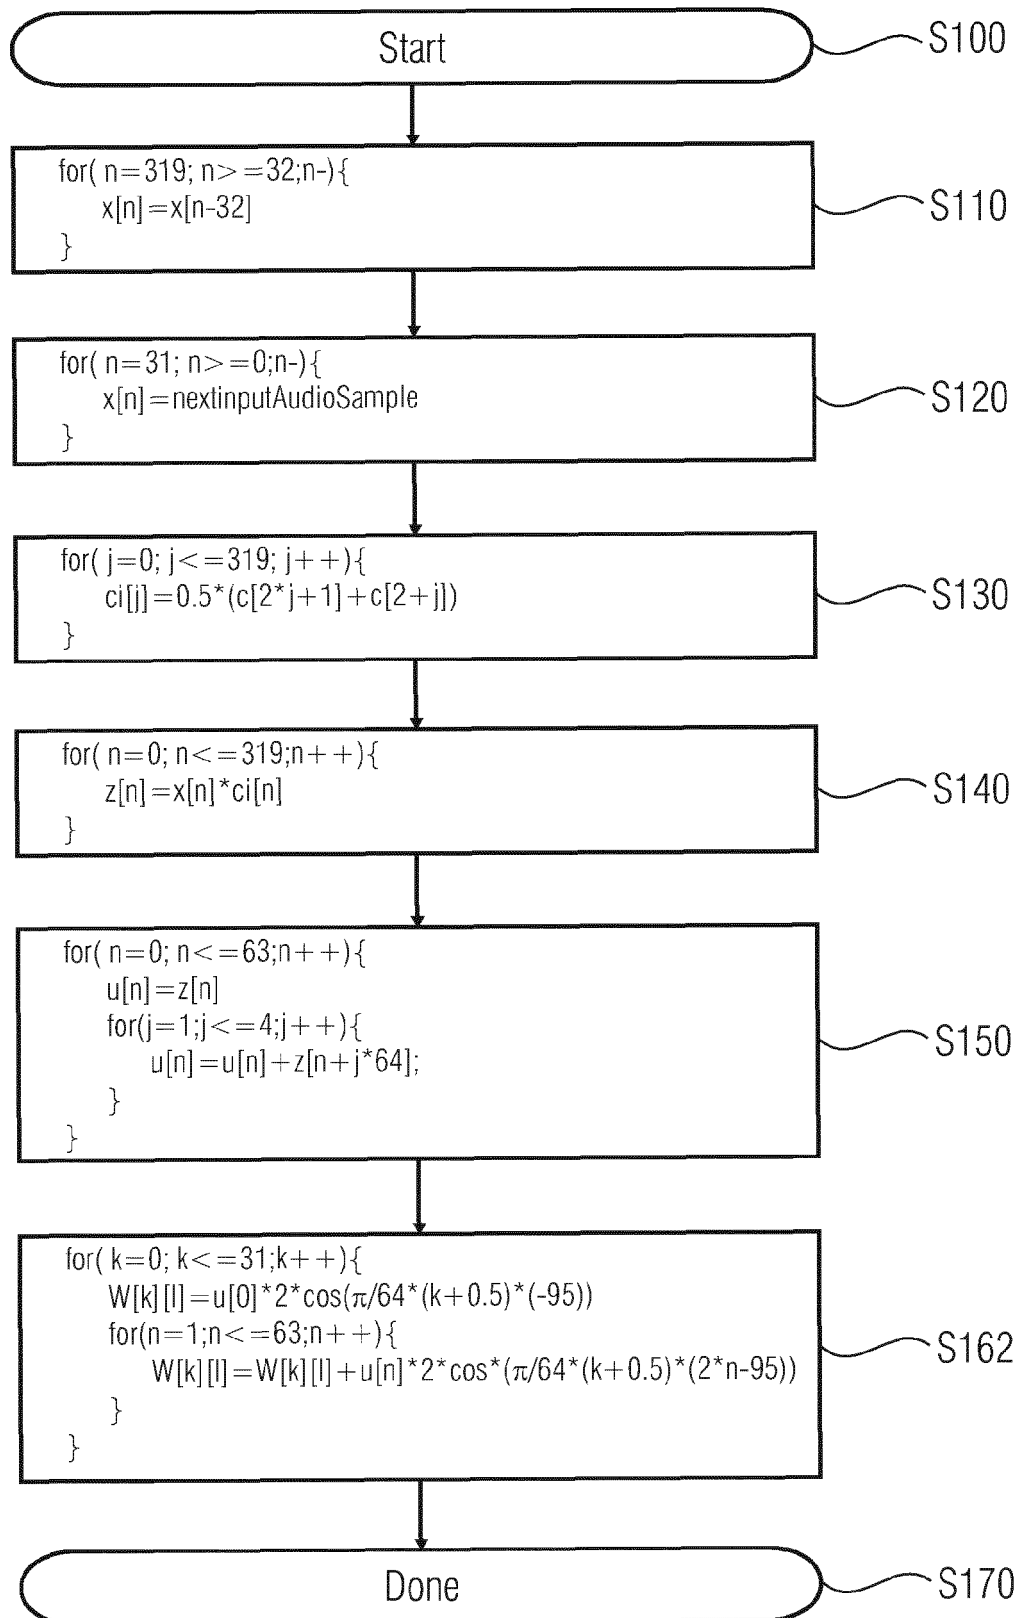 Start
S100
for( n=319; n>=32;n-){
x[n]=x[n-32]
}
S110
for( n=31; n>=0;n-){
x[n]=nextinputAudioSample
}
S120
for( j=0; j<=319; j++){
ci[j]=0.5*(c[2*j+1]+c[2+j])
}
S130
for( n=0; n<=319;n++){
z[n]=x[n]*ci[n]
}
S140
for( n=0; n<=63;n++){
u[n]=z[n]
for(j=1;j<=4;j++){
u[n]=u[n]+z[n+j*64];
}
}
S150
for( k=0; k<=31;k++){
W[k][l]=u[0]*2*cos(π/64*(k+0.5)*(-95))
for(n=1;n<=63;n++){
W[k][l]=W[k][l]+u[n]*2*cos*(π/64*(k+0.5)*(2*n-95))
}
}
S162
Done
S170